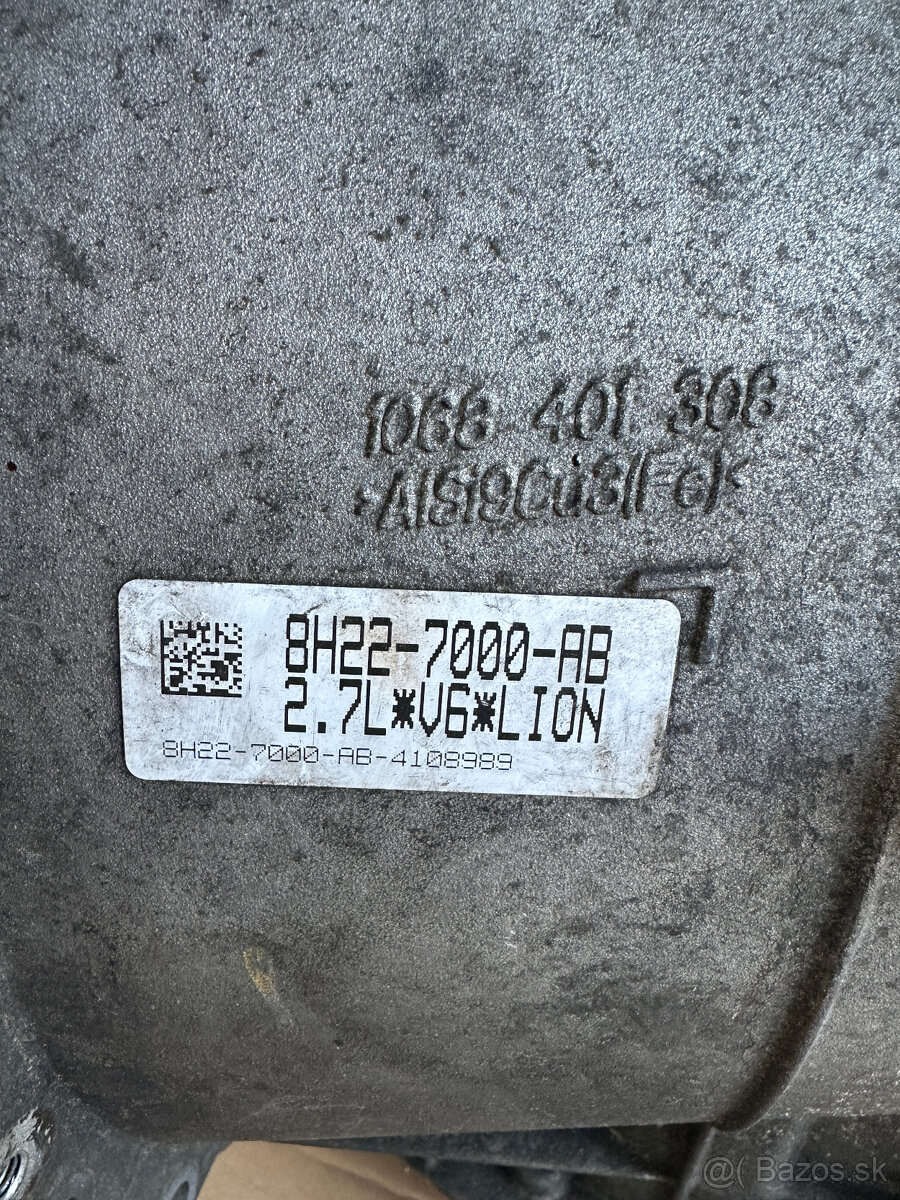 1068 401 308
AlSi9Cu3(Fe)K
8H22-7000-AB
2.7L*V6*LION
8H22-7000-AB-4108989
@( Bazos.sk